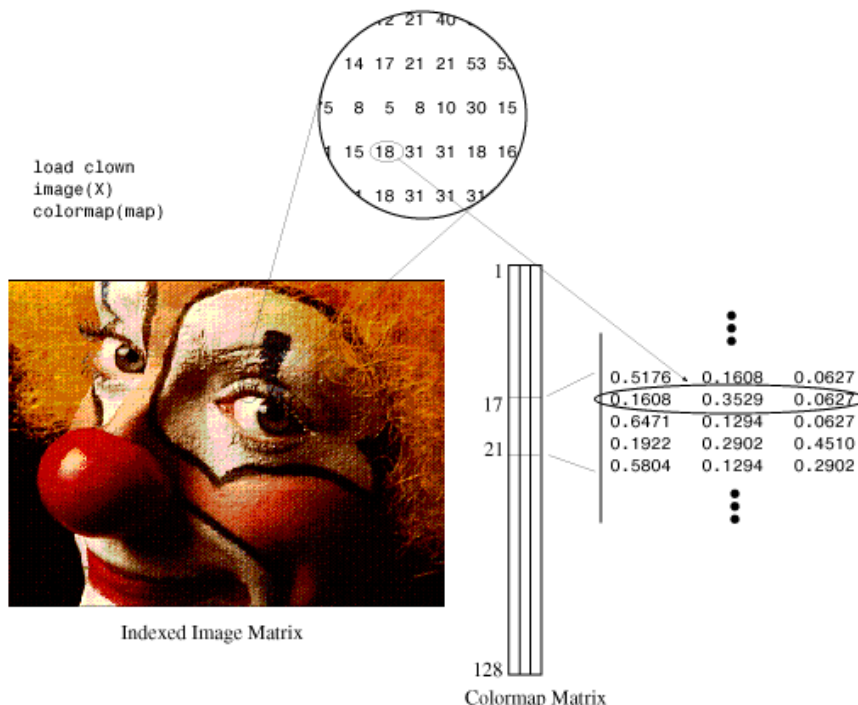 21 40
14 17 21 21 53
8 5 8 10 30 15
15 18 31 31 18 16
18 31 31 31
load clown
image(X)
colormap(map)
1
17
21
128
0.5176 0.1608 0.0627
0.1608 0.3529 0.0627
0.6471 0.1294 0.0627
0.1922 0.2902 0.4510
0.5804 0.1294 0.2902
Indexed Image Matrix
Colormap Matrix